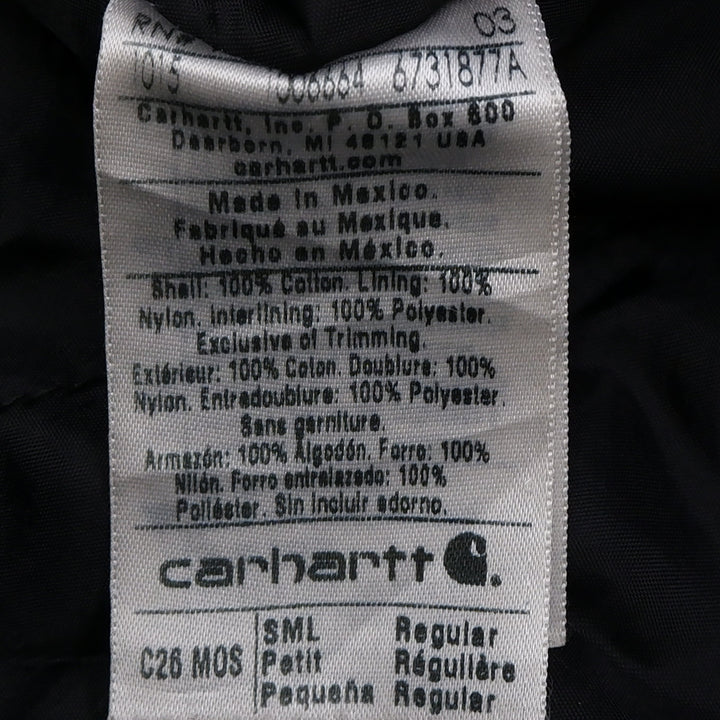 RN# 03
1015 306664 6731877A
Carhartt, Inc. P. O. Box 600
Dearborn, MI 48121 USA
carhartt.com
Made in Mexico.
Fabriqué au Mexique.
Hecho en México.
Shell: 100% Cotton. Lining: 100%
Nylon. Interlining: 100% Polyester.
Exclusive of Trimming.
Extérieur: 100% Coton. Doublure: 100%
Nylon. Entredoublure: 100% Polyester.
Sans garniture.
Armazón: 100% Algodón. Forro: 100%
Nilón. Forro entrelazado: 100%
Poliéster. Sin incluir adorno.
carhartt
C26 MOS
SML Regular
Petit Régulière
Pequeña Regular